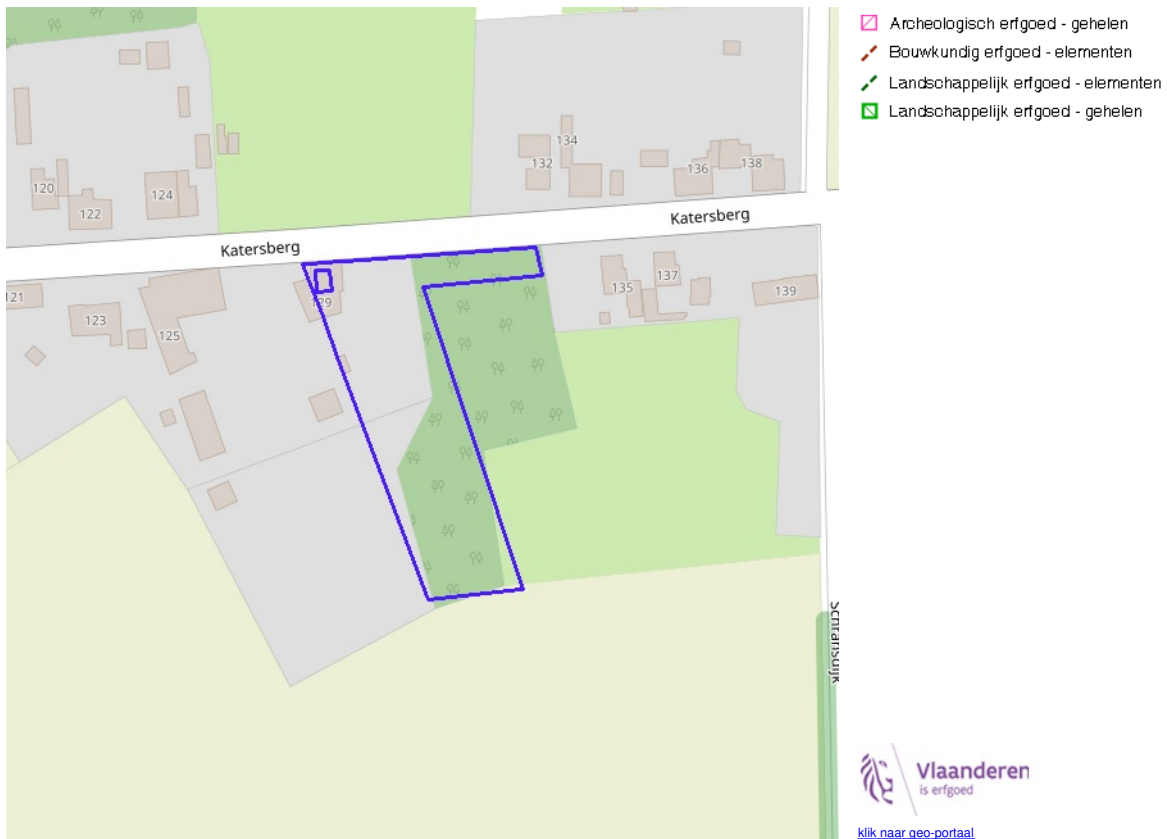 Archeologisch erfgoed - gehelen
Bouwkundig erfgoed - elementen
Landschappelijk erfgoed - elementen
Landschappelijk erfgoed - gehelen
134
132
136
138
120
122
124
Katersberg
Katersberg
121
123
125
129
135
137
139
Schransdijk
Vlaanderen
is erfgoed
klik naar geo-portaal